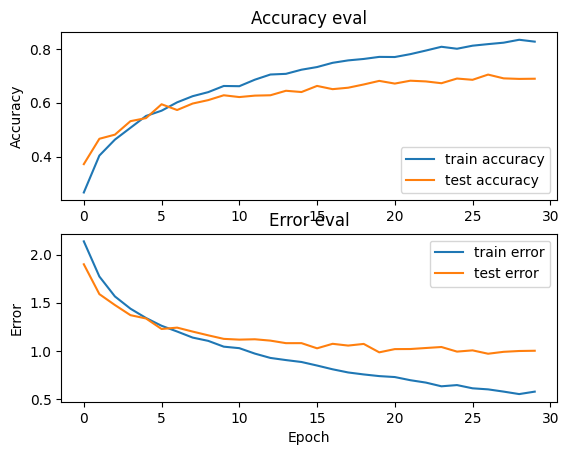 Accuracy eval
Accuracy
0.8
0.6
0.4
train accuracy
test accuracy
0 5 10 15 20 25 30
Error eval
Error
2.0
1.5
1.0
0.5
train error
test error
0 5 10 15 20 25 30
Epoch